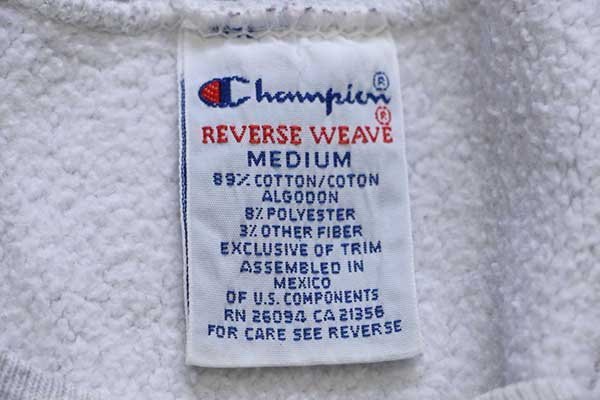 Champion®
REVERSE WEAVE®
MEDIUM
89% COTTON/COTON
ALGODON
8% POLYESTER
3% OTHER FIBER
EXCLUSIVE OF TRIM
ASSEMBLED IN
MEXICO
OF U.S. COMPONENTS
RN 26094 CA 21356
FOR CARE SEE REVERSE